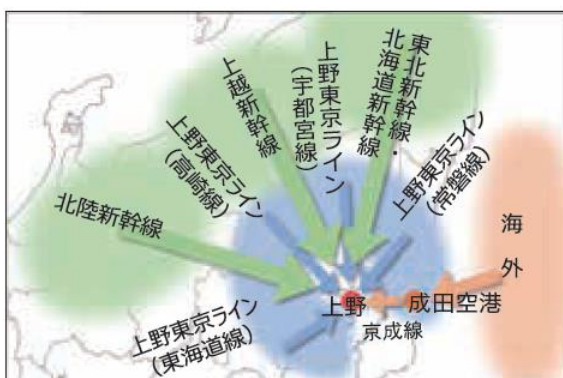 東北新幹線・
北海道新幹線
上野東京ライン
(宇都宮線)
上越新幹線
上野東京ライン
(高崎線)
上野東京ライン
(常磐線)
北陸新幹線
海外
成田空港
上野
京成線
上野東京ライン
(東海道線)